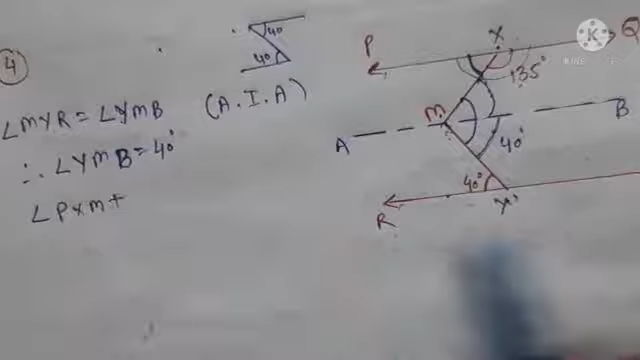 4
∠MYR = ∠YMB (A.I.A)
∴ ∠YMB = 40°
∠PXM +
40
40°
P
X
Q
135°
M
A
B
40°
40°
R
Y
K